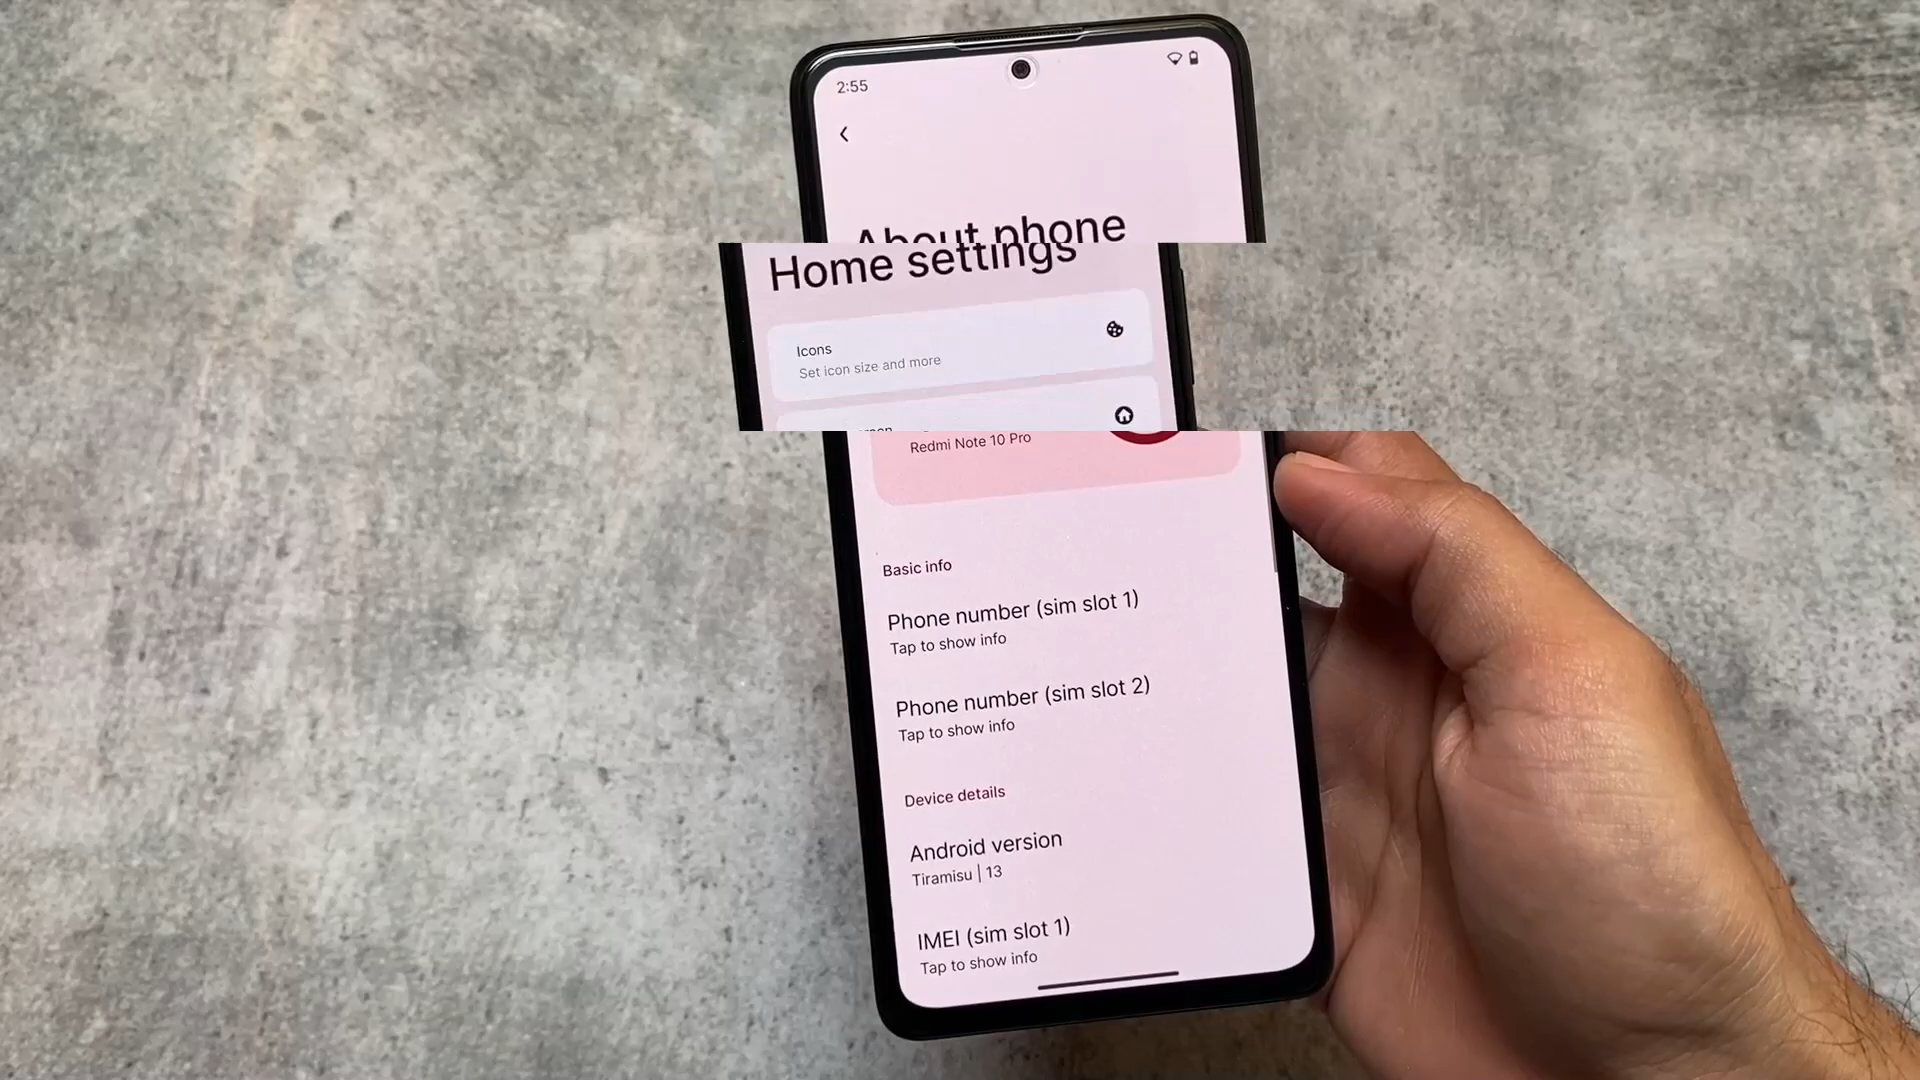 2:55
About phone
Home settings
Icons
Set icon size and more
Redmi Note 10 Pro
Basic info
Phone number (sim slot 1)
Tap to show info
Phone number (sim slot 2)
Tap to show info
Device details
Android version
Tiramisu | 13
IMEI (sim slot 1)
Tap to show info